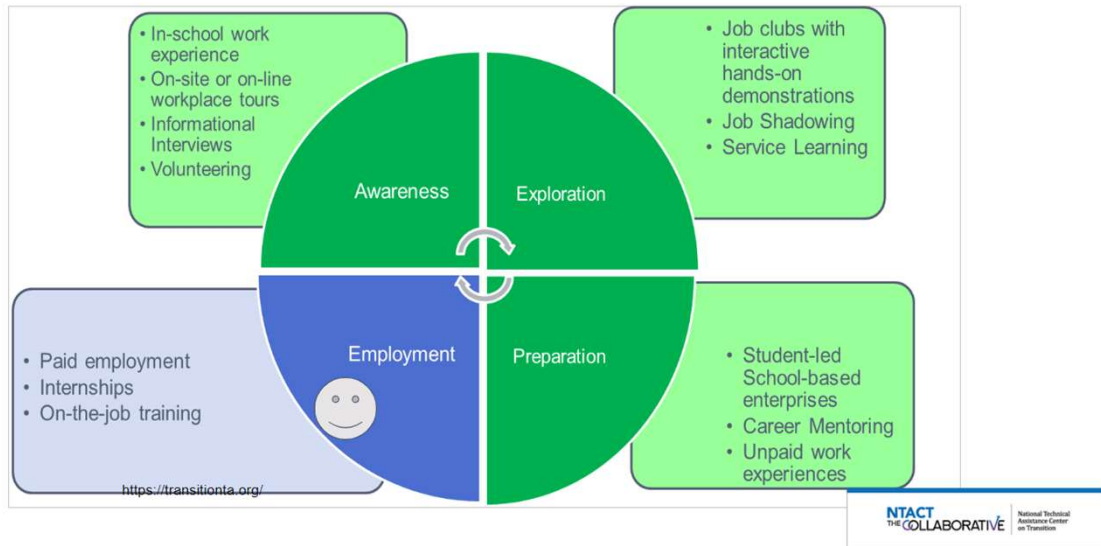 • In-school work
experience
• On-site or on-line
workplace tours
• Informational
Interviews
• Volunteering
• Job clubs with
interactive
hands-on
demonstrations
• Job Shadowing
• Service Learning
Awareness
Exploration
Employment
Preparation
• Paid employment
• Internships
• On-the-job training
• Student-led
School-based
enterprises
• Career Mentoring
• Unpaid work
experiences
https://transitionta.org/
NTACT
THE COLLABORATIVE
National Technical
Assistance Center
on Transition